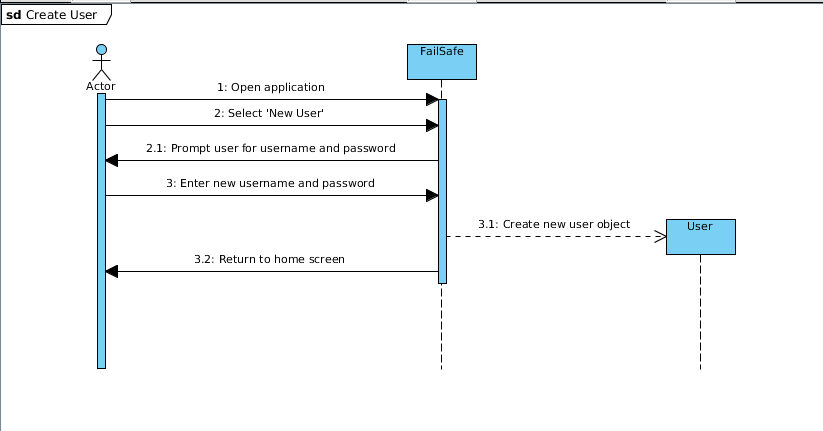 sd Create User
FailSafe
Actor
1: Open application
2: Select 'New User'
2.1: Prompt user for username and password
3: Enter new username and password
3.1: Create new user object
User
3.2: Return to home screen